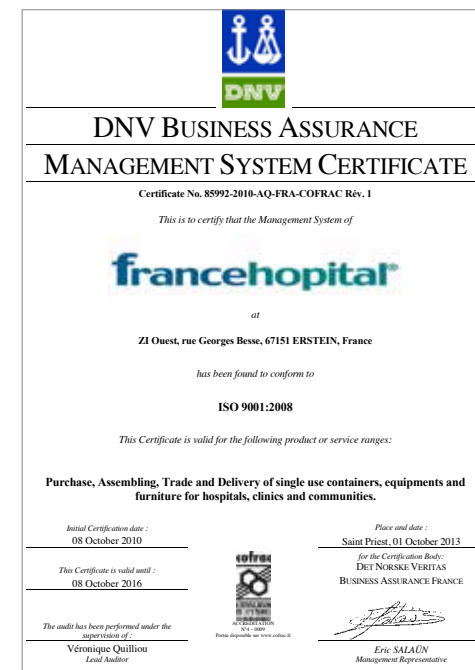 DNV
DNV BUSINESS ASSURANCE
MANAGEMENT SYSTEM CERTIFICATE
Certificate No. 85992-2010-AQ-FRA-COFRAC Rév. 1
This is to certify that the Management System of
francehopital®
at
ZI Ouest, rue Georges Besse, 67151 ERSTEIN, France
has been found to conform to
ISO 9001:2008
This Certificate is valid for the following product or service ranges:
Purchase, Assembling, Trade and Delivery of single use containers, equipments and
furniture for hospitals, clinics and communities.
Initial Certification date :
08 October 2010
This Certificate is valid until :
08 October 2016
The audit has been performed under the
supervision of :
Véronique Quilliou
Lead Auditor
cofrac
ACCREDITATION
N°4 – 0009
Portée disponible sur www.cofrac.fr
Place and date :
Saint Priest, 01 October 2013
for the Certification Body:
DET NORSKE VERITAS
BUSINESS ASSURANCE FRANCE
Eric SALAÜN
Management Representative